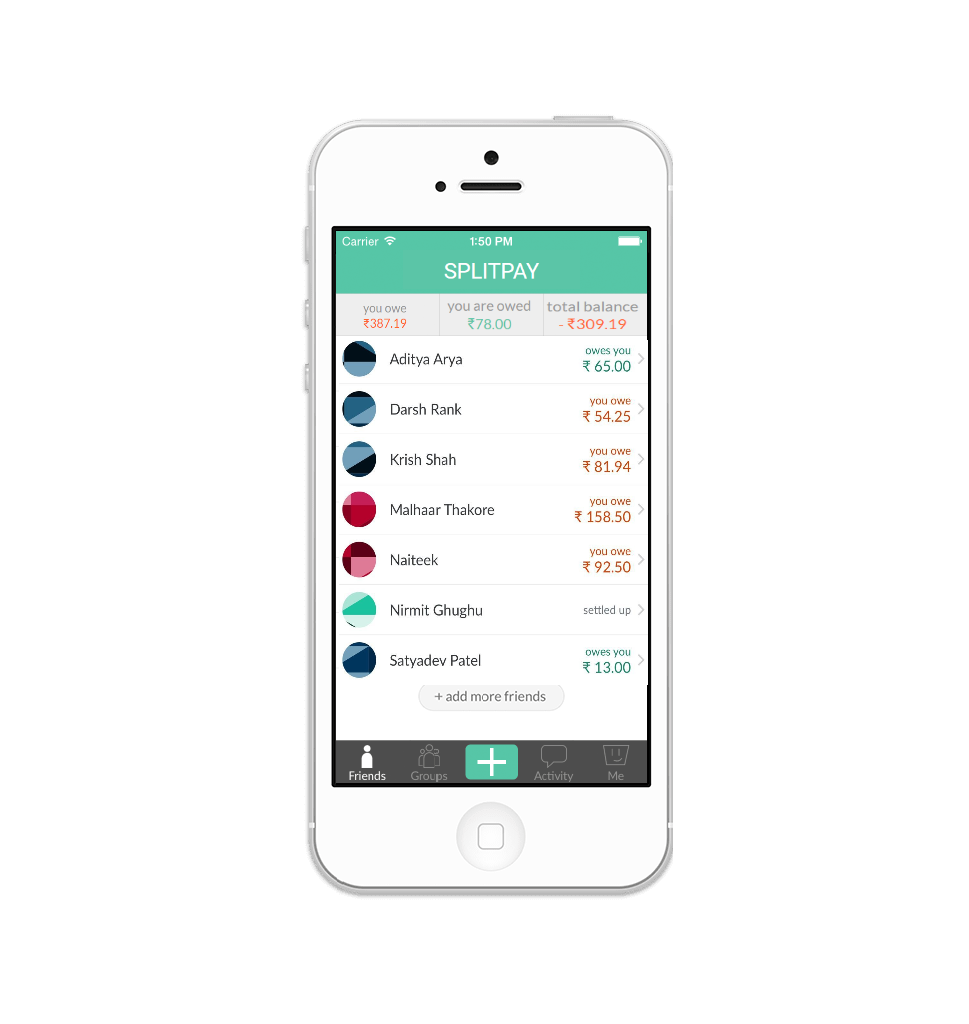 Carrier 1:50 PM
SPLITPAY
you owe you are owed total balance
₹387.19 ₹78.00 - ₹309.19
Aditya Arya owes you
₹ 65.00
Darsh Rank you owe
₹ 54.25
Krish Shah you owe
₹ 81.94
Malhaar Thakore you owe
₹ 158.50
Naiteek you owe
₹ 92.50
Nirmit Ghughu settled up
Satyadev Patel owes you
₹ 13.00
+ add more friends
Friends Groups Activity Me